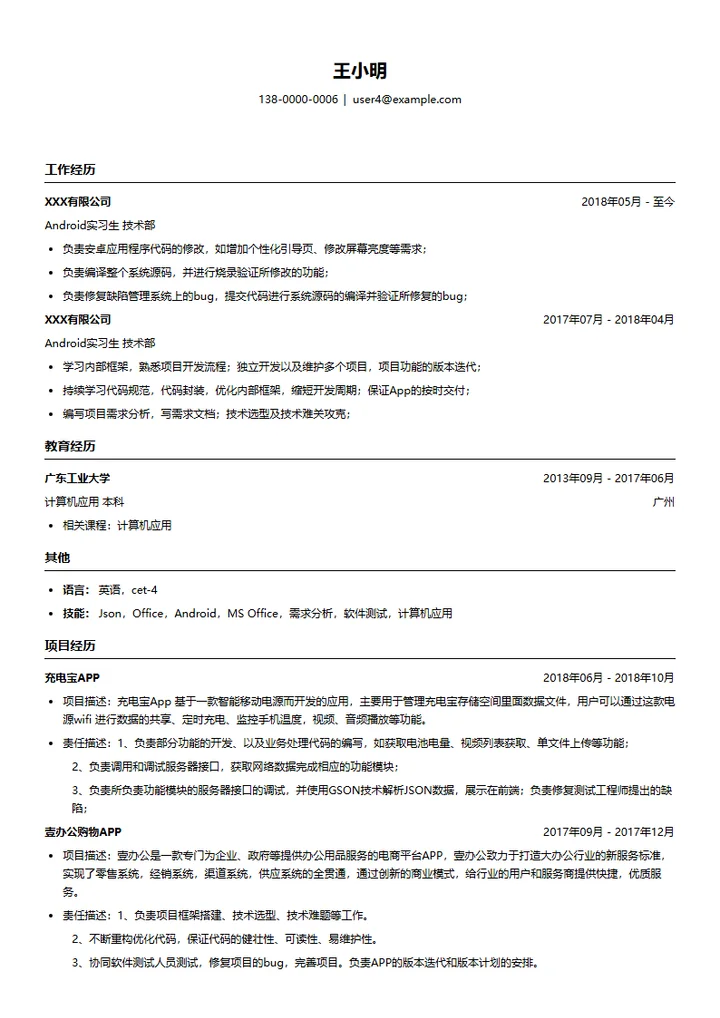 王小明
138-0000-0006 | user4@example.com
工作经历
XXX有限公司 2018年05月 - 至今
Android实习生 技术部
• 负责安卓应用程序代码的修改，如增加个性化引导页、修改屏幕亮度等需求；
• 负责编译整个系统源码，并进行烧录验证所修改的功能；
• 负责修复缺陷管理系统上的bug，提交代码进行系统源码的编译并验证所修复的bug；
XXX有限公司 2017年07月 - 2018年04月
Android实习生 技术部
• 学习内部框架，熟悉项目开发流程；独立开发以及维护多个项目，项目功能的版本迭代；
• 持续学习代码规范，代码封装，优化内部框架，缩短开发周期；保证App的按时交付；
• 编写项目需求分析，写需求文档；技术选型及技术难关攻亮；
教育经历
广东工业大学 2013年09月 - 2017年06月
计算机应用 本科 广州
• 相关课程：计算机应用
其他
• 语言： 英语，cet-4
• 技能： Json，Office，Android，MS Office，需求分析，软件测试，计算机应用
项目经历
充电宝APP 2018年06月 - 2018年10月
• 项目描述：充电宝App 基于一款智能移动电源而开发的应用，主要用于管理充电宝存储空间里面数据文件，用户可以通过这款电
源wifi 进行数据的共享、定时充电、监控手机温度，视频、音频播放等功能。
• 责任描述：1、负责部分功能的开发、以及业务处理代码的编写，如获取电池电量、视频列表获取、单文件上传等功能；
2、负责调用和调试服务器接口，获取网络数据完成相应的功能模块；
3、负责所负责功能模块的服务器接口的调试，并使用GSON技术解析JSON数据，展示在前端；负责修复测试工程师提出的缺
陷；
壹办公购物APP 2017年09月 - 2017年12月
• 项目描述：壹办公是一款专门为企业、政府等提供办公用品服务的电商平台APP，壹办公致力于打造大办公行业的新服务标准，
实现了零售系统，经销系统，渠道系统，供应系统的全贯通，通过创新的商业模式，给行业的用户和服务商提供快捷，优质服
务。
• 责任描述：1、负责项目框架搭建、技术选型、技术难题等工作。
2、不断重构优化代码，保证代码的健壮性、可读性、易维护性。
3、协同软件测试人员测试，修复项目的bug，完善项目。负责APP的版本迭代和版本计划的安排。